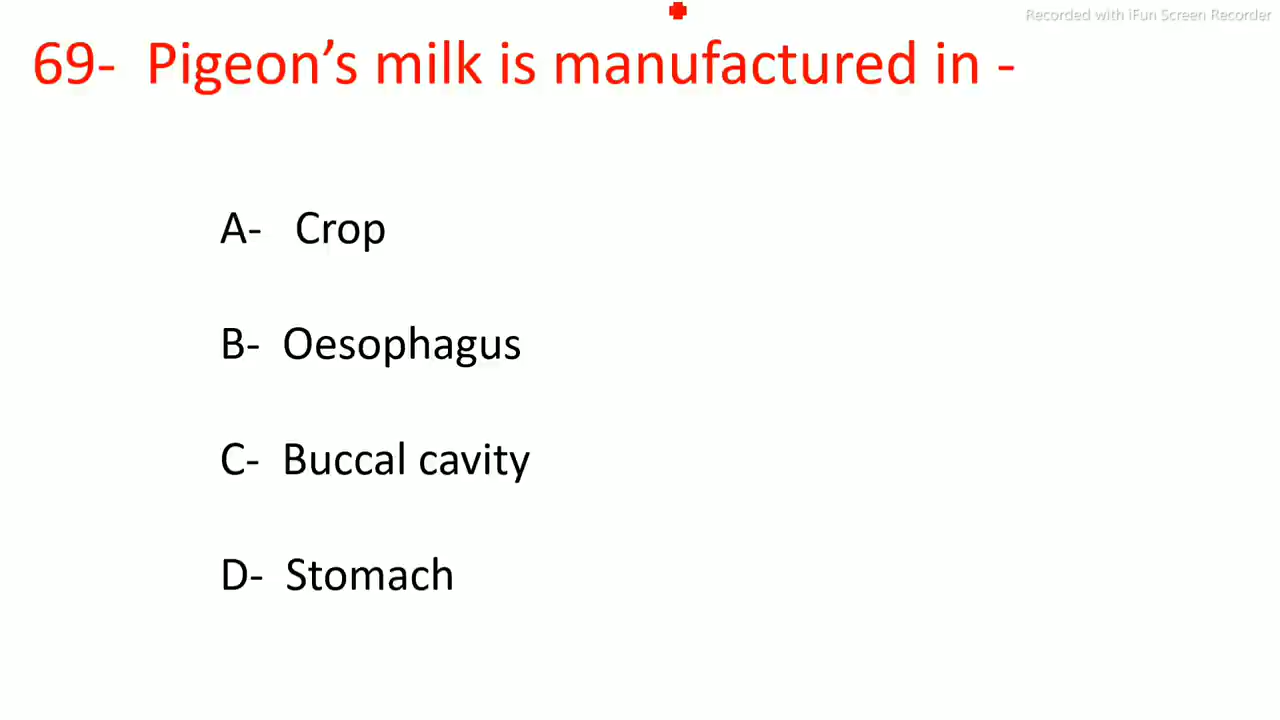 Recorded with iFun Screen Recorder
69- Pigeon’s milk is manufactured in -
A- Crop
B- Oesophagus
C- Buccal cavity
D- Stomach